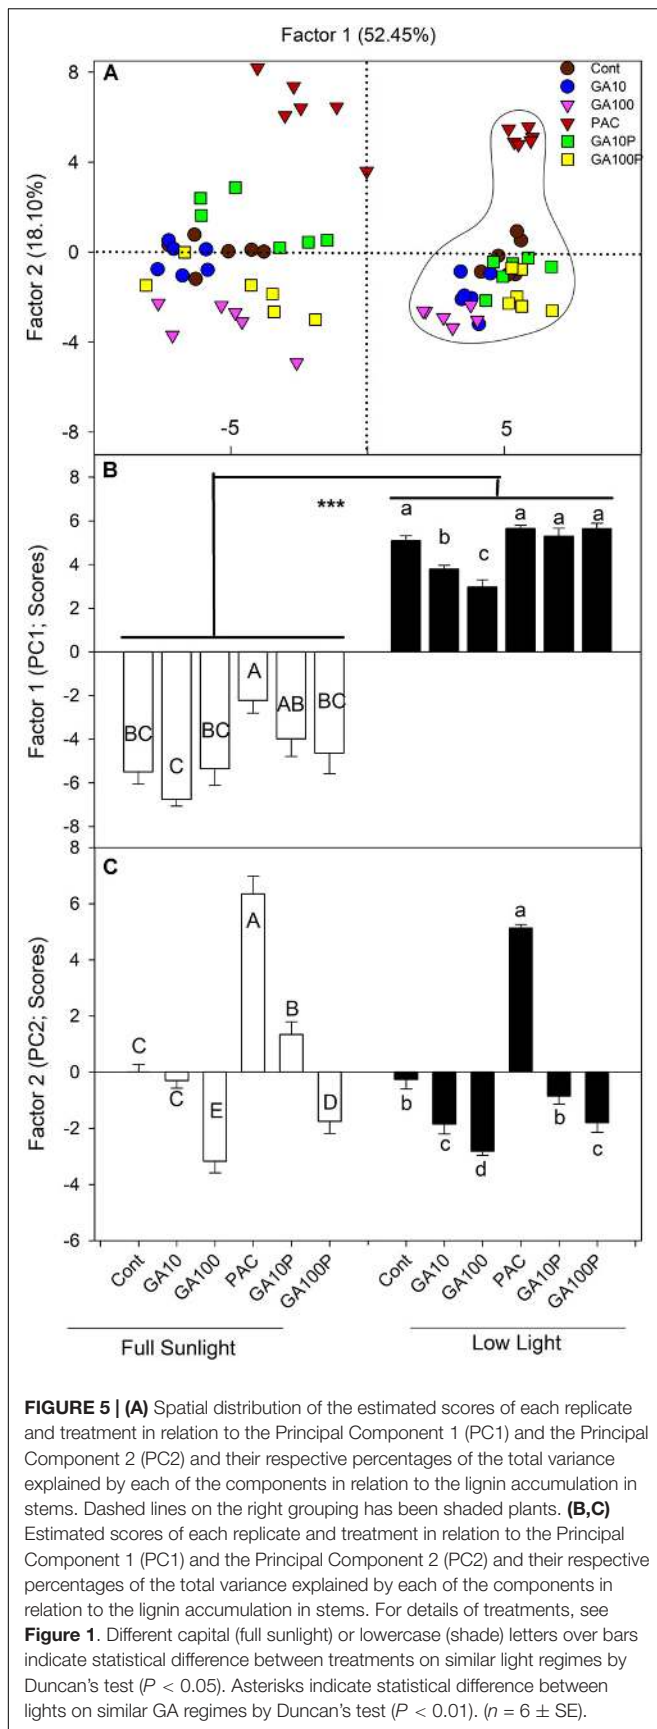 Factor 1 (52.45%)
A
Cont
GA10
GA100
PAC
GA10P
GA100P
8
4
0
-4
-8
Factor 2 (18.10%)
-5
5
B
8
6
4
2
0
-2
-4
-6
-8
Factor 1 (PC1; Scores)
***
a
b
c
a
a
a
BC
C
BC
A
AB
BC
C
8
6
4
2
0
-2
-4
-6
Factor 2 (PC2; Scores)
C
C
E
A
B
D
b
c
d
a
b
c
Cont
GA10
GA100
PAC
GA10P
GA100P
Cont
GA10
GA100
PAC
GA10P
GA100P
Full Sunlight
Low Light
FIGURE 5 | (A) Spatial distribution of the estimated scores of each replicate
and treatment in relation to the Principal Component 1 (PC1) and the Principal
Component 2 (PC2) and their respective percentages of the total variance
explained by each of the components in relation to the lignin accumulation in
stems. Dashed lines on the right grouping has been shaded plants. (B,C)
Estimated scores of each replicate and treatment in relation to the Principal
Component 1 (PC1) and the Principal Component 2 (PC2) and their respective
percentages of the total variance explained by each of the components in
relation to the lignin accumulation in stems. For details of treatments, see
Figure 1. Different capital (full sunlight) or lowercase (shade) letters over bars
indicate statistical difference between treatments on similar light regimes by
Duncan's test (P < 0.05). Asterisks indicate statistical difference between
lights on similar GA regimes by Duncan's test (P < 0.01). (n = 6 ± SE).